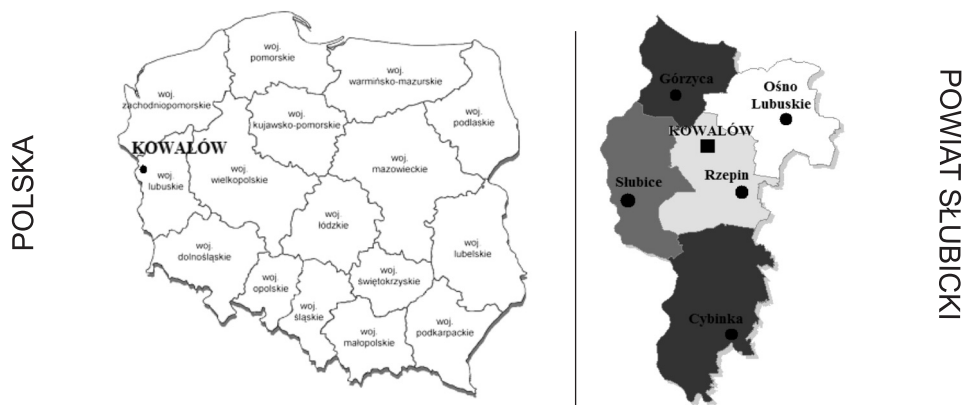 POLSKA
woj.
pomorskie
woj.
warmińsko-mazurskie
woj.
zachodniopomorskie
woj.
kujawsko-pomorskie
woj.
podlaskie
KOWALÓW
woj.
lubuskie
woj.
wielkopolskie
woj.
mazowieckie
woj.
łódzkie
woj.
dolnośląskie
woj.
lubelskie
woj.
opolskie
woj.
śląskie
woj.
świętokrzyskie
woj.
małopolskie
woj.
podkarpackie
Górzyca
Ośno
Lubuskie
KOWALÓW
Słubice
Rzepin
Cybinka
POWIAT SŁUBICKI